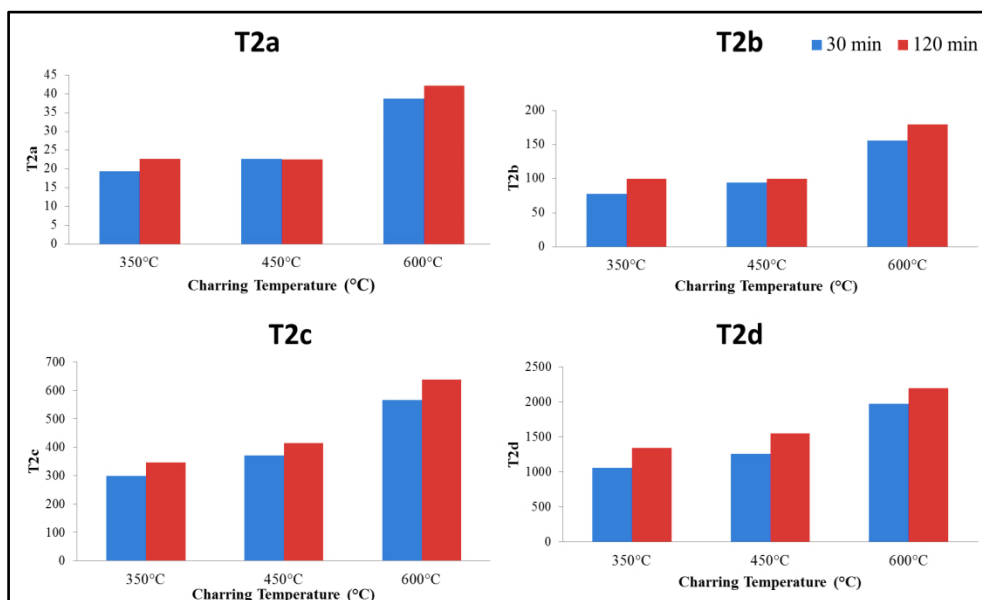 T2a
45
40
35
30
25
20
15
10
5
0
T2a
350°C 450°C 600°C
Charring Temperature (°C)
T2b
30 min 120 min
200
150
100
50
0
T2b
350°C 450°C 600°C
Charring Temperature (°C)
T2c
700
600
500
400
300
200
100
0
T2c
350°C 450°C 600°C
Charring Temperature (°C)
T2d
2500
2000
1500
1000
500
0
T2d
350°C 450°C 600°C
Charring Temperature (°C)